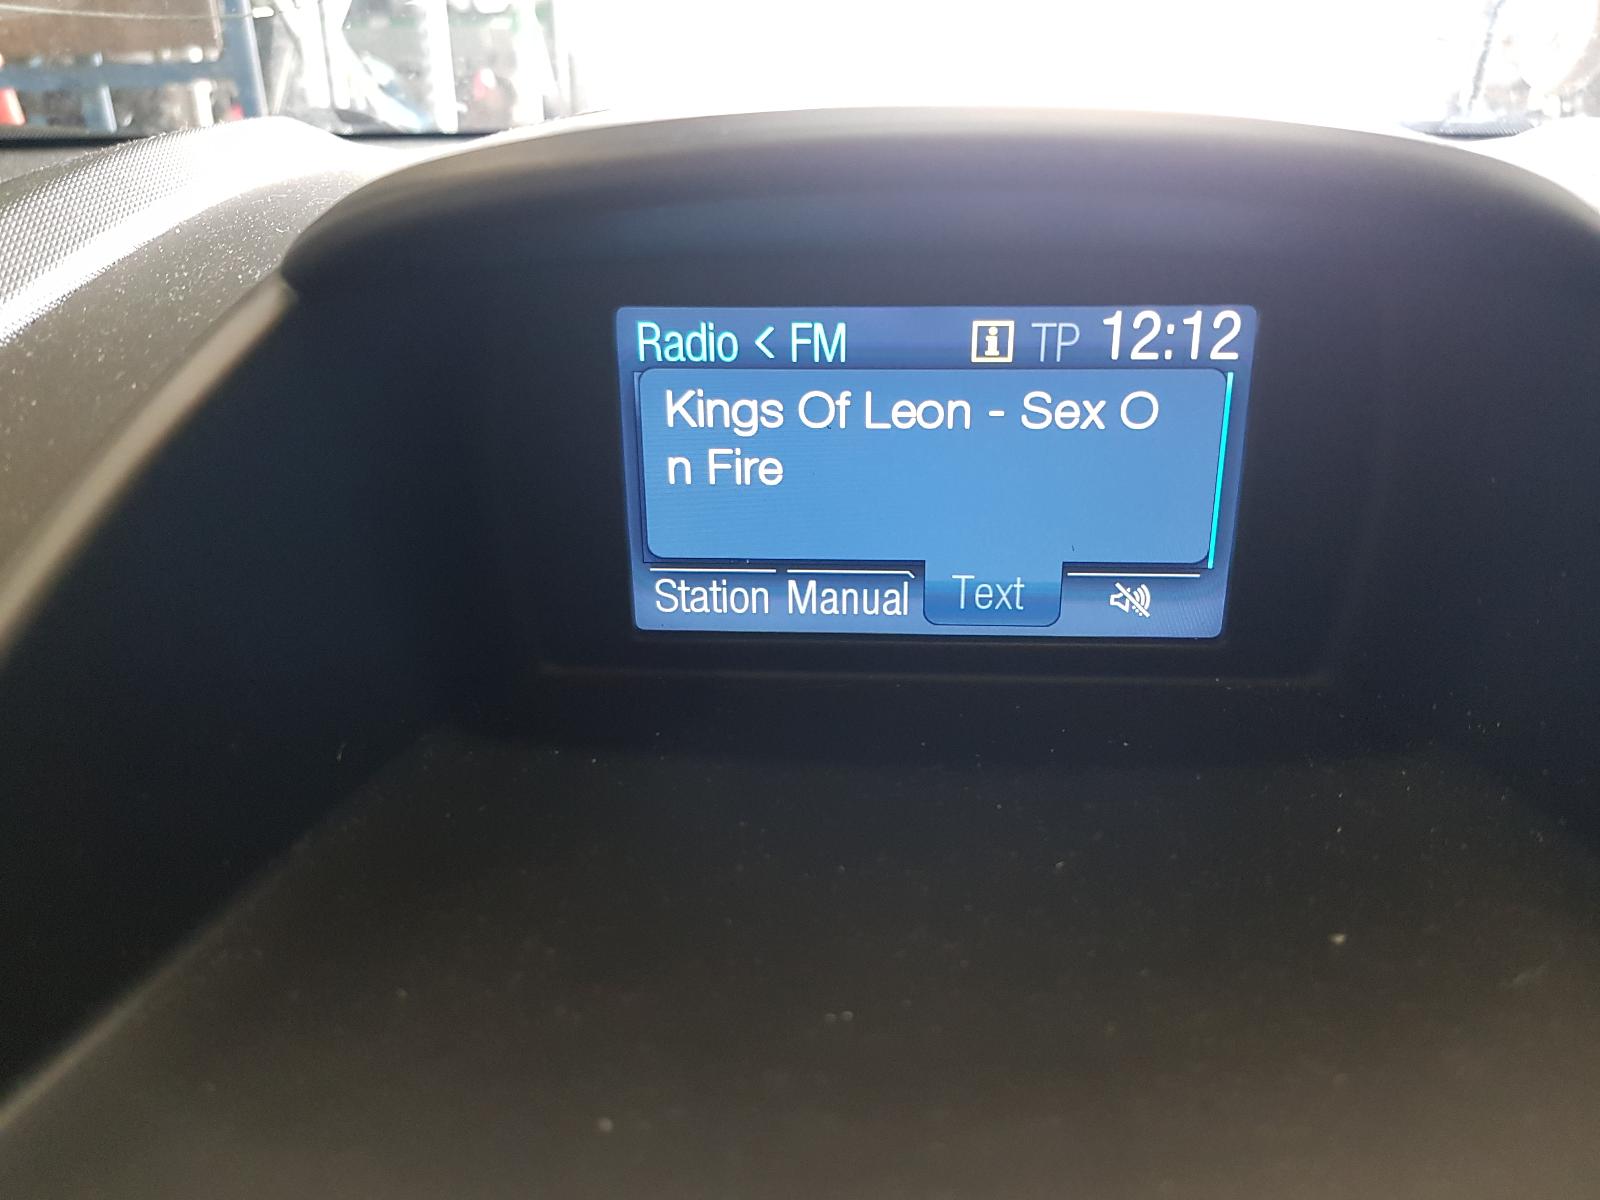 Radio < FM i TP 12:12
Kings Of Leon - Sex O
n Fire
Station Manual Text